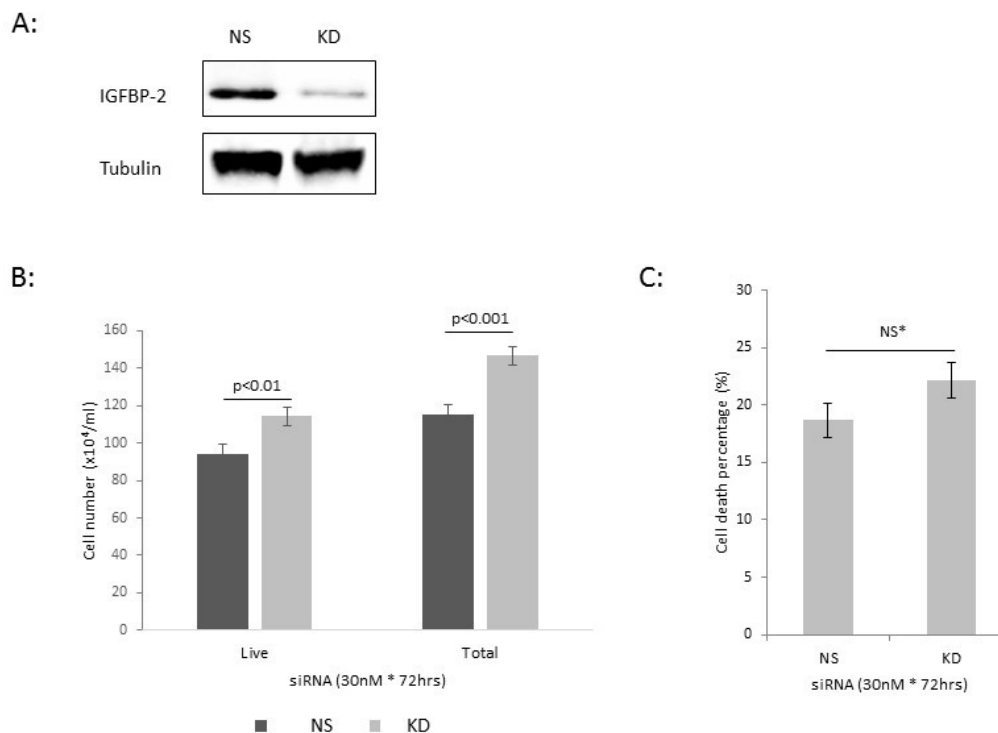 A:
NS KD
IGFBP-2
Tubulin
B:
160
140
120
100
80
60
40
20
0
Cell number (x10⁴/ml)
p<0.01
p<0.001
Live Total
siRNA (30nM * 72hrs)
NS KD
C:
30
25
20
15
10
5
0
Cell death percentage (%)
NS*
NS KD
siRNA (30nM * 72hrs)